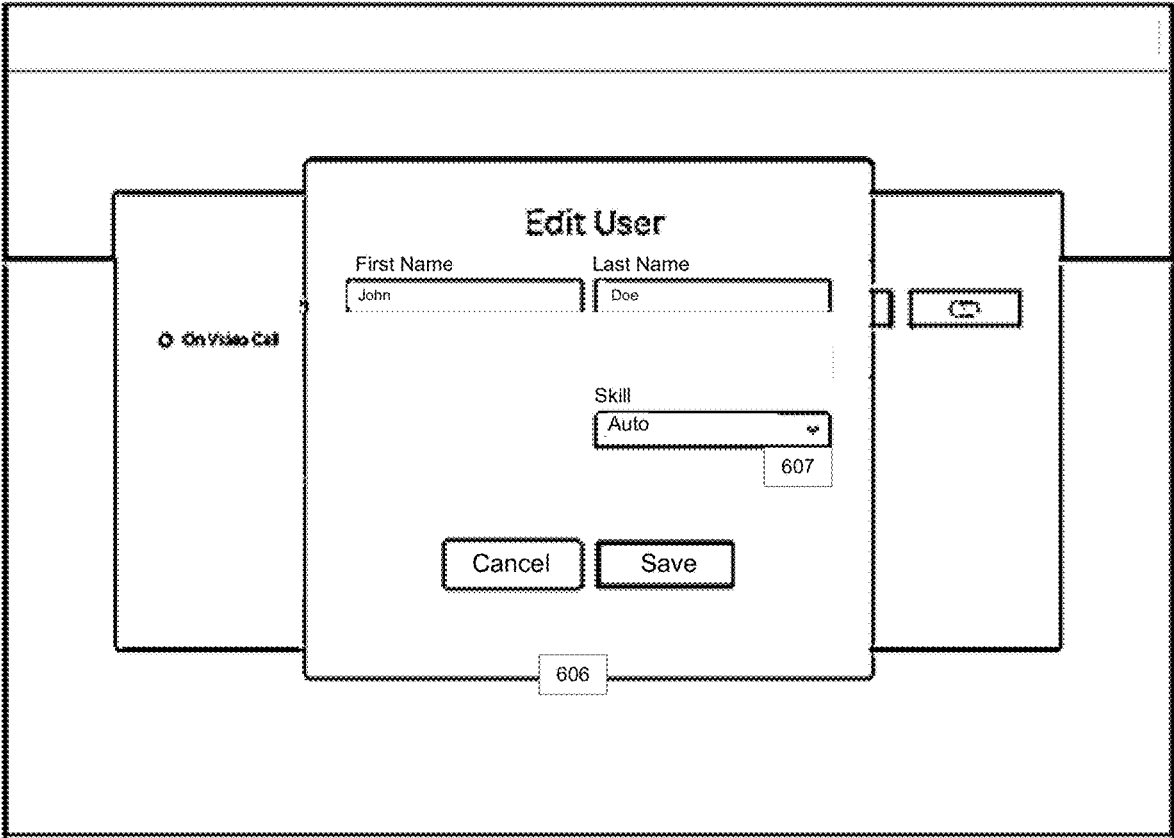 Edit User
First Name Last Name
John Doe
On Video Call
Skill
Auto
607
Cancel Save
606